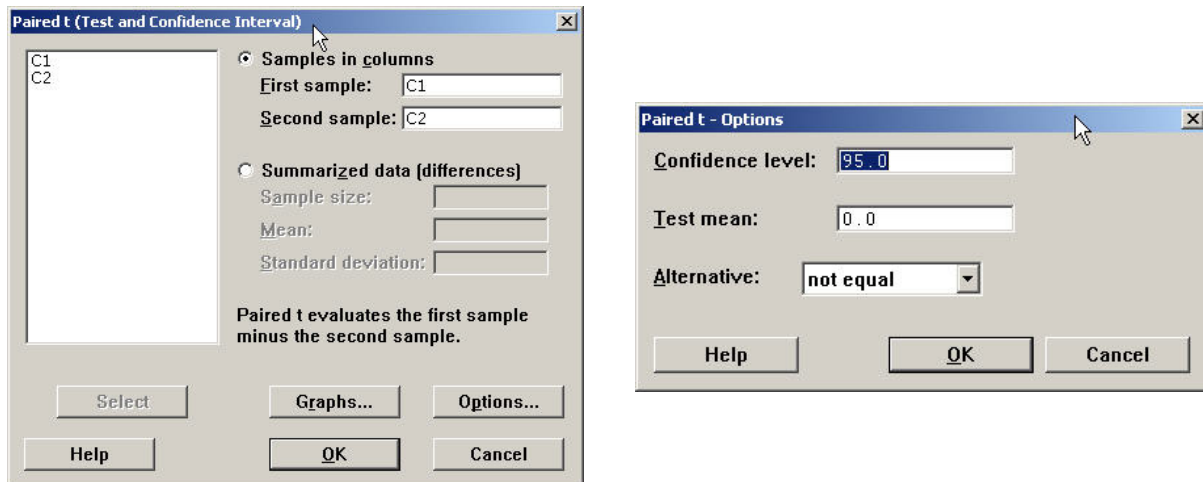 Paired t (Test and Confidence Interval)
C1
C2
Samples in columns
First sample: C1
Second sample: C2
Summarized data (differences)
Sample size:
Mean:
Standard deviation:
Paired t evaluates the first sample
minus the second sample.
Select
Graphs...
Options...
Help
OK
Cancel
Paired t - Options
Confidence level: 95.0
Test mean: 0.0
Alternative: not equal
Help
OK
Cancel